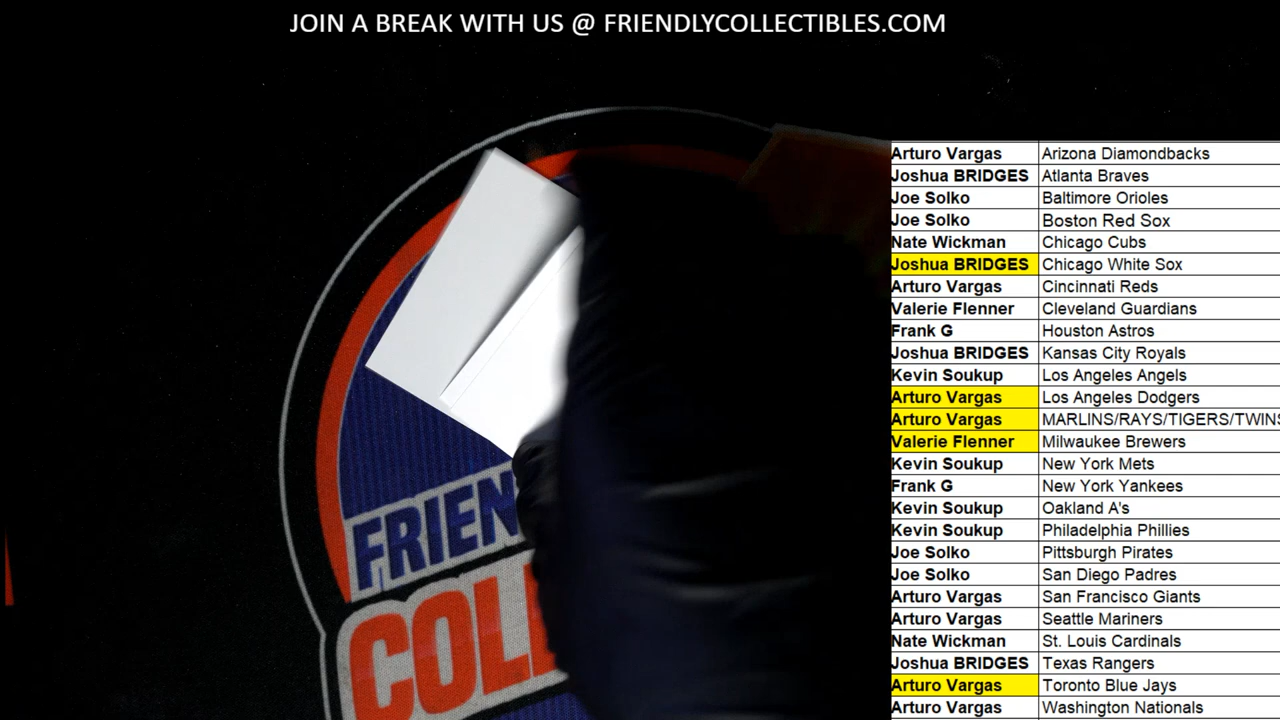 JOIN A BREAK WITH US @ FRIENDLYCOLLECTIBLES.COM
Arturo Vargas Arizona Diamondbacks
Joshua BRIDGES Atlanta Braves
Joe Solko Baltimore Orioles
Joe Solko Boston Red Sox
Nate Wickman Chicago Cubs
Joshua BRIDGES Chicago White Sox
Arturo Vargas Cincinnati Reds
Valerie Flenner Cleveland Guardians
Frank G Houston Astros
Joshua BRIDGES Kansas City Royals
Kevin Soukup Los Angeles Angels
Arturo Vargas Los Angeles Dodgers
Arturo Vargas MARLINS/RAYS/TIGERS/TWINS
Valerie Flenner Milwaukee Brewers
Kevin Soukup New York Mets
Frank G New York Yankees
Kevin Soukup Oakland A's
Kevin Soukup Philadelphia Phillies
Joe Solko Pittsburgh Pirates
Joe Solko San Diego Padres
Arturo Vargas San Francisco Giants
Arturo Vargas Seattle Mariners
Nate Wickman St. Louis Cardinals
Joshua BRIDGES Texas Rangers
Arturo Vargas Toronto Blue Jays
Arturo Vargas Washington Nationals
FRIEN
COLL